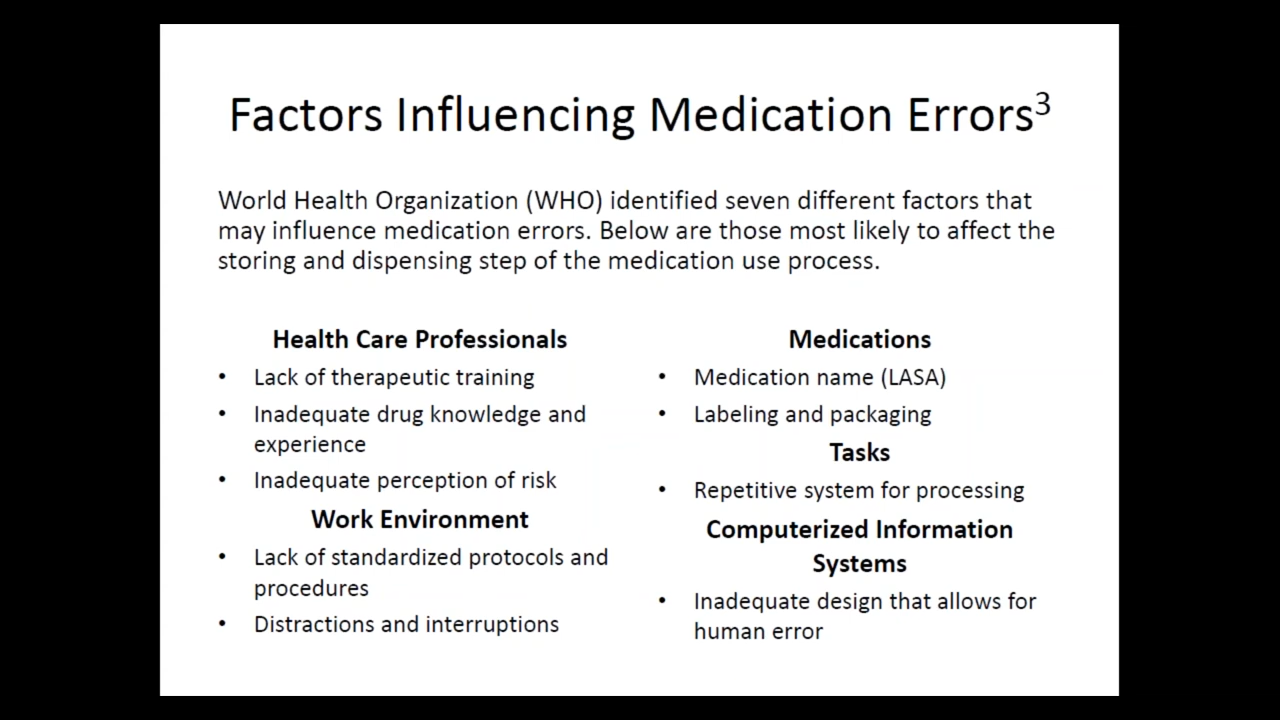 Factors Influencing Medication Errors³
World Health Organization (WHO) identified seven different factors that
may influence medication errors. Below are those most likely to affect the
storing and dispensing step of the medication use process.
Health Care Professionals
• Lack of therapeutic training
• Inadequate drug knowledge and
experience
• Inadequate perception of risk
Work Environment
• Lack of standardized protocols and
procedures
• Distractions and interruptions
Medications
• Medication name (LASA)
• Labeling and packaging
Tasks
• Repetitive system for processing
Computerized Information
Systems
• Inadequate design that allows for
human error